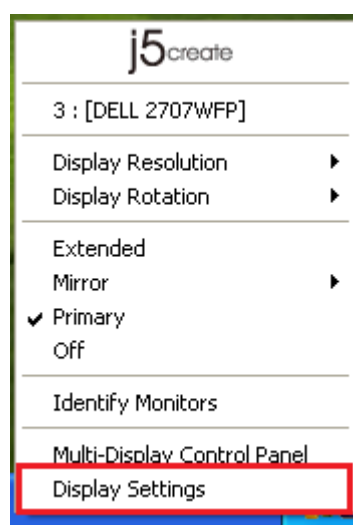 j5create
3 : [DELL 2707WFP]
Display Resolution
Display Rotation
Extended
Mirror
Primary
Off
Identify Monitors
Multi-Display Control Panel
Display Settings